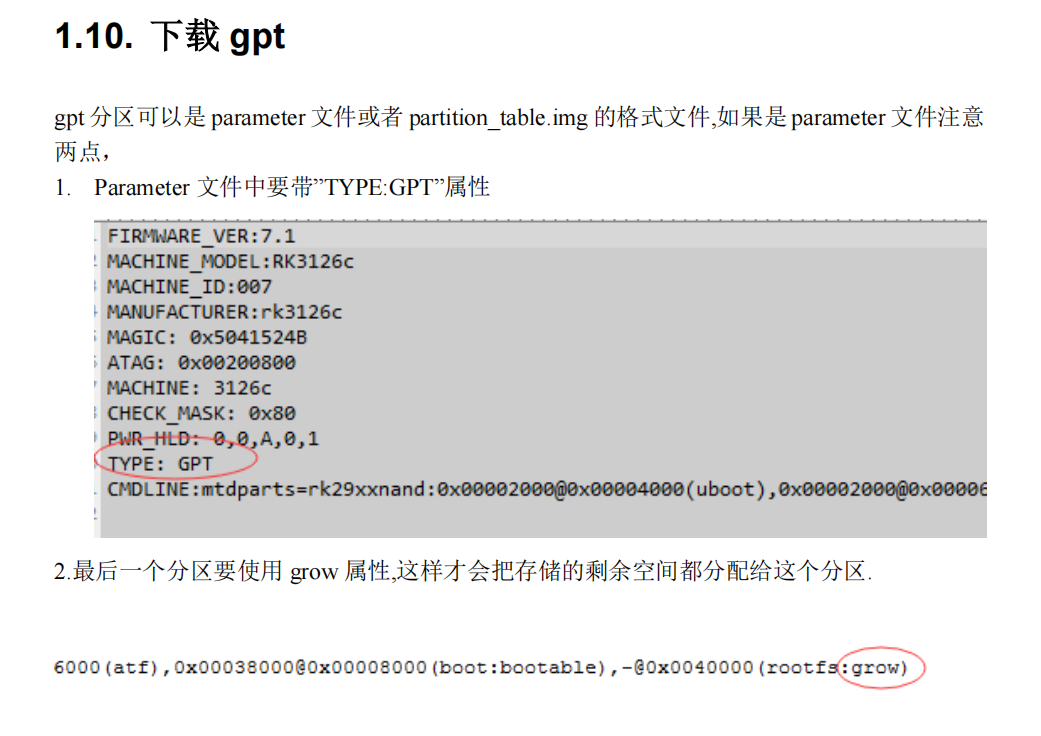 1.10. 下载 gpt
gpt 分区可以是 parameter 文件或者 partition_table.img 的格式文件,如果是 parameter 文件注意
两点，
1. Parameter 文件中要带”TYPE:GPT”属性
FIRMWARE_VER:7.1
MACHINE_MODEL:RK3126c
MACHINE_ID:007
MANUFACTURER:rk3126c
MAGIC: 0x5041524B
ATAG: 0x00200800
MACHINE: 3126c
CHECK_MASK: 0x80
PWR_HLD: 0,0,A,0,1
TYPE: GPT
CMDLINE:mtdparts=rk29xxnand:0x00002000@0x00004000(uboot),0x00002000@0x00006
2.最后一个分区要使用 grow 属性,这样才会把存储的剩余空间都分配给这个分区.
6000(atf),0x00038000@0x00008000(boot:bootable),-@0x0040000(rootfs:grow)